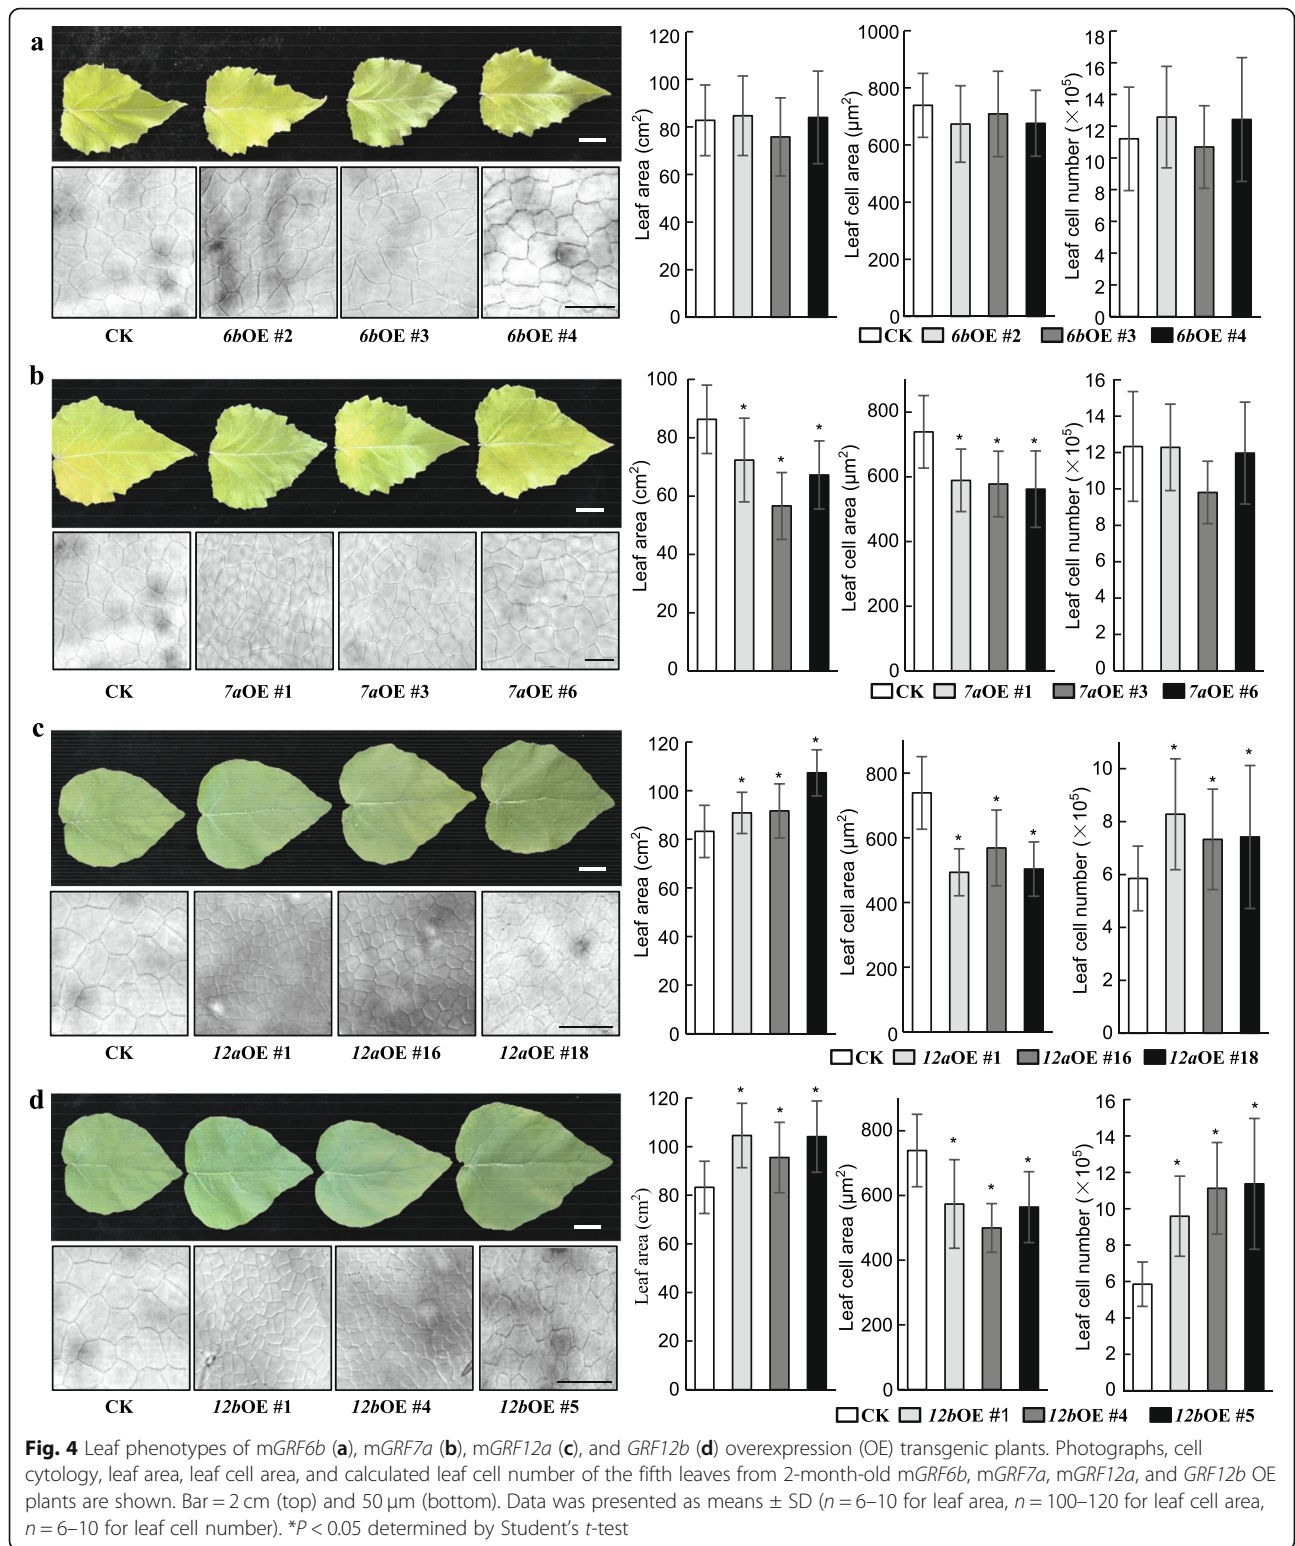 a
120
100
80
60
40
20
0
Leaf area (cm²)
1000
800
600
400
200
0
Leaf cell area (µm²)
18
16
14
12
10
8
6
4
2
0
Leaf cell number (×10⁵)
CK 6bOE #2 6bOE #3 6bOE #4
CK 6bOE #2 6bOE #3 6bOE #4
b
100
80
60
40
20
0
Leaf area (cm²)
* * *
800
600
400
200
0
Leaf cell area (µm²)
* * *
16
14
12
10
8
6
4
2
0
Leaf cell number (×10⁵)
CK 7aOE #1 7aOE #3 7aOE #6
CK 7aOE #1 7aOE #3 7aOE #6
c
120
100
80
60
40
20
0
Leaf area (cm²)
* * *
800
600
400
200
0
Leaf cell area (µm²)
* * *
10
8
6
4
2
0
Leaf cell number (×10⁵)
* * *
CK 12aOE #1 12aOE #16 12aOE #18
CK 12aOE #1 12aOE #16 12aOE #18
d
120
100
80
60
40
20
0
Leaf area (cm²)
* * *
800
600
400
200
0
Leaf cell area (µm²)
* * *
16
14
12
10
8
6
4
2
0
Leaf cell number (×10⁵)
* * *
CK 12bOE #1 12bOE #4 12bOE #5
CK 12bOE #1 12bOE #4 12bOE #5
Fig. 4 Leaf phenotypes of mGRF6b (a), mGRF7a (b), mGRF12a (c), and GRF12b (d) overexpression (OE) transgenic plants. Photographs, cell
cytology, leaf area, leaf cell area, and calculated leaf cell number of the fifth leaves from 2-month-old mGRF6b, mGRF7a, mGRF12a, and GRF12b OE
plants are shown. Bar = 2 cm (top) and 50 µm (bottom). Data was presented as means ± SD (n = 6–10 for leaf area, n = 100–120 for leaf cell area,
n = 6–10 for leaf cell number). *P < 0.05 determined by Student's t-test